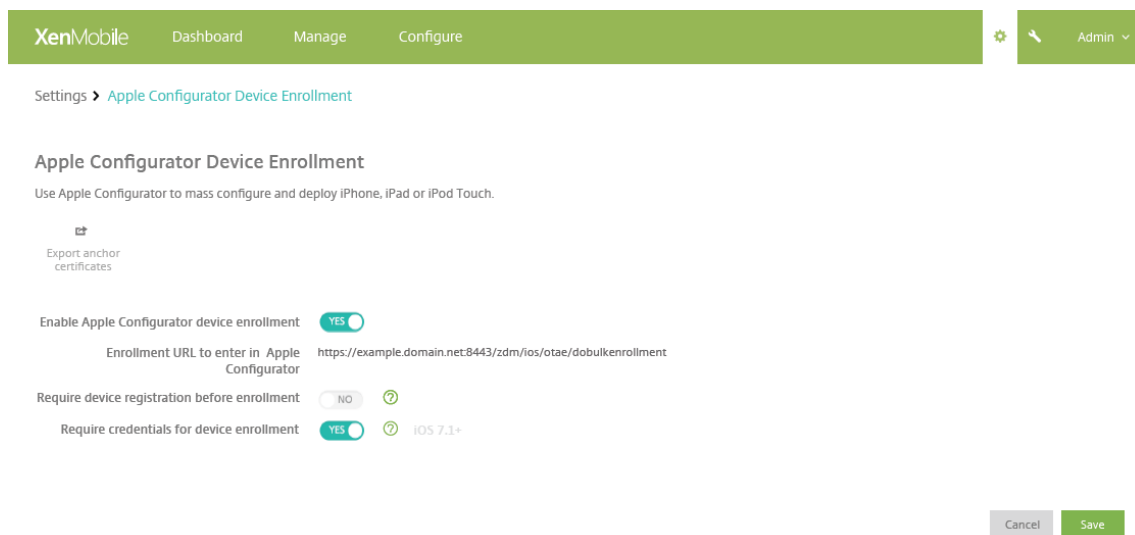 XenMobile Dashboard Manage Configure Admin
Settings > Apple Configurator Device Enrollment
Apple Configurator Device Enrollment
Use Apple Configurator to mass configure and deploy iPhone, iPad or iPod Touch.
Export anchor
certificates
Enable Apple Configurator device enrollment YES
Enrollment URL to enter in Apple https://example.domain.net:8443/zdm/ios/otae/dobulkenrollment
Configurator
Require device registration before enrollment NO ?
Require credentials for device enrollment YES ? iOS 7.1+
Cancel Save